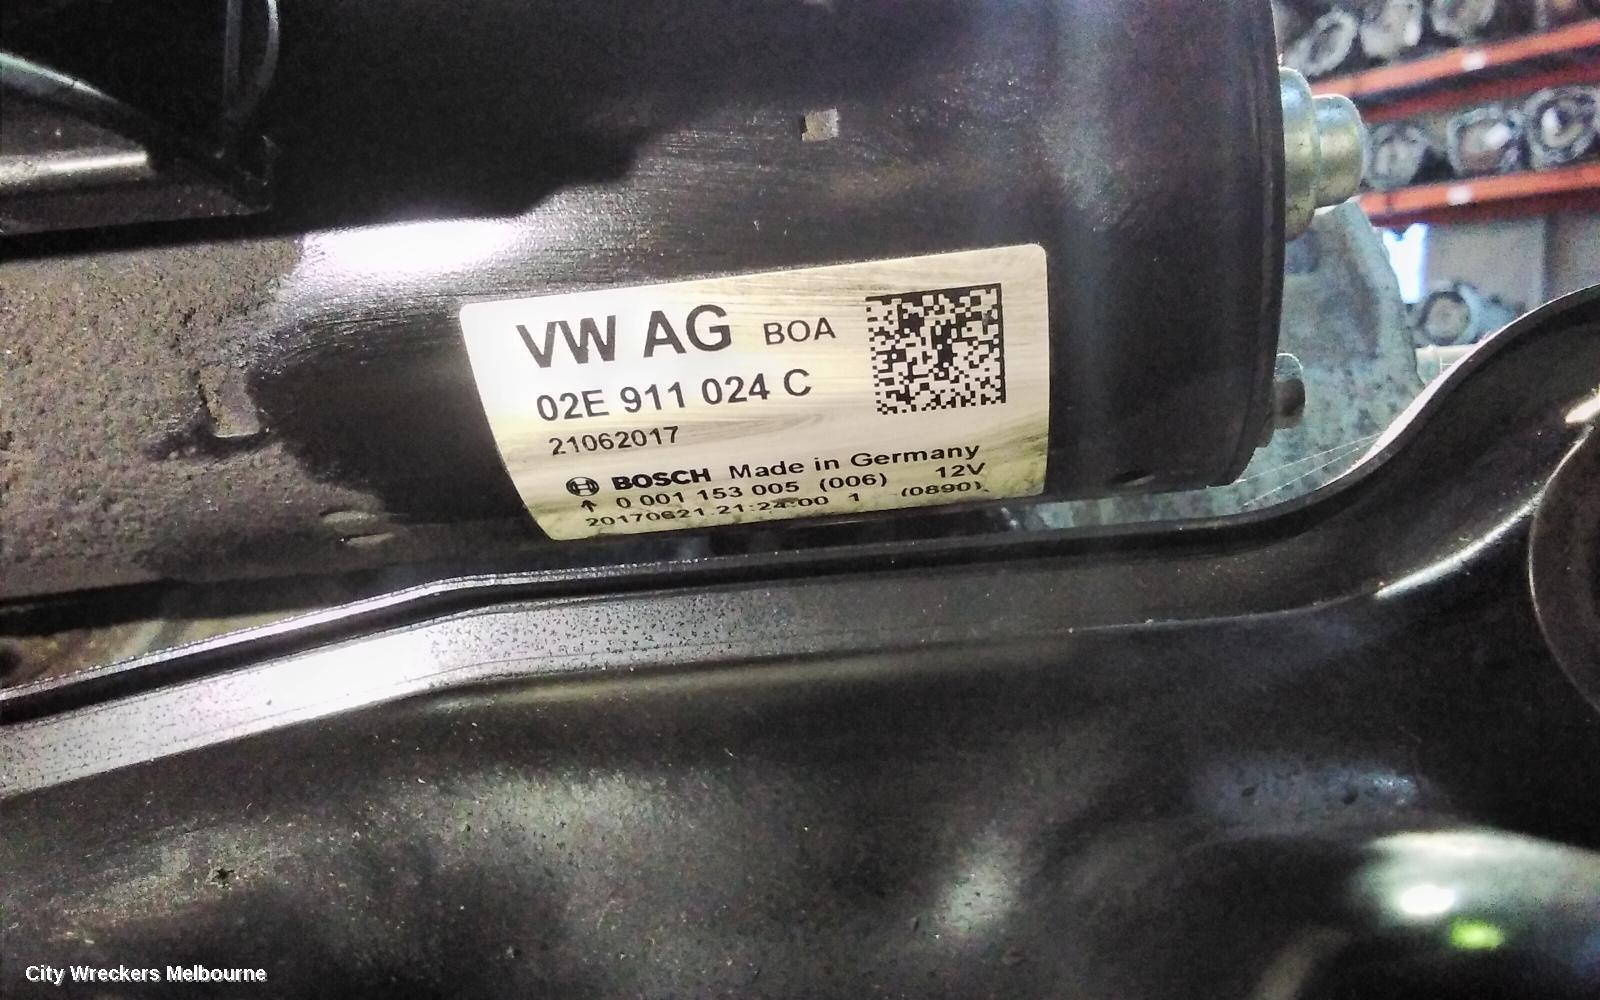 VW AG BOA
02E 911 024 C
21062017
BOSCH Made in Germany
0 001 153 005 (006) 12V
20170621 21:24:00 1 (0890)
City Wreckers Melbourne